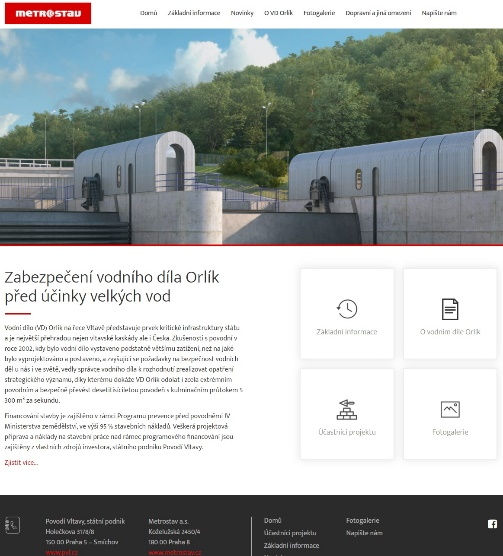 METROSTAV
Domů Základní informace Novinky O VD Orlík Fotogalerie Dopravní a jiná omezení Napište nám
Zabezpečení vodního díla Orlík
před účinky velkých vod
Vodní dílo (VD) Orlík na řece Vltavě představuje prvek kritické infrastruktury státu
a je největší přehradou nejen vltavské kaskády ale i Česka. Zkušenosti s povodní v
roce 2002, kdy bylo vodní dílo vystaveno podstatně většímu zatížení, než na jaké
bylo vyprojektováno a postaveno, a zvyšující se požadavky na bezpečnost vodních
děl u nás i ve světě, vedly správce vodního díla k rozhodnutí zrealizovat opatření
strategického významu, díky kterému dokáže VD Orlík odolat i zcela extrémním
povodním a bezpečně převést desetitisíciletou povodeň s kulminačním průtokem 5
300 m³ za sekundu.
Financování stavby je zajištěno v rámci Programu prevence před povodněmi IV
Ministerstva zemědělství, ve výši 95 % stavebních nákladů. Veškerá projektová
příprava a náklady na stavební práce nad rámec programového financování jsou
zajištěny z vlastních zdrojů investora, státního podniku Povodí Vltavy.
Zjistit více...
Základní informace
O vodním díle Orlík
Účastníci projektu
Fotogalerie
Povodí Vltavy, státní podnik
Holečkova 3178/8
150 00 Praha 5 – Smíchov
www.pvl.cz
Metrostav a.s.
Koželužská 2450/4
180 00 Praha 8
www.metrostav.cz
Domů
Účastníci projektu
Základní informace
Fotogalerie
Napište nám